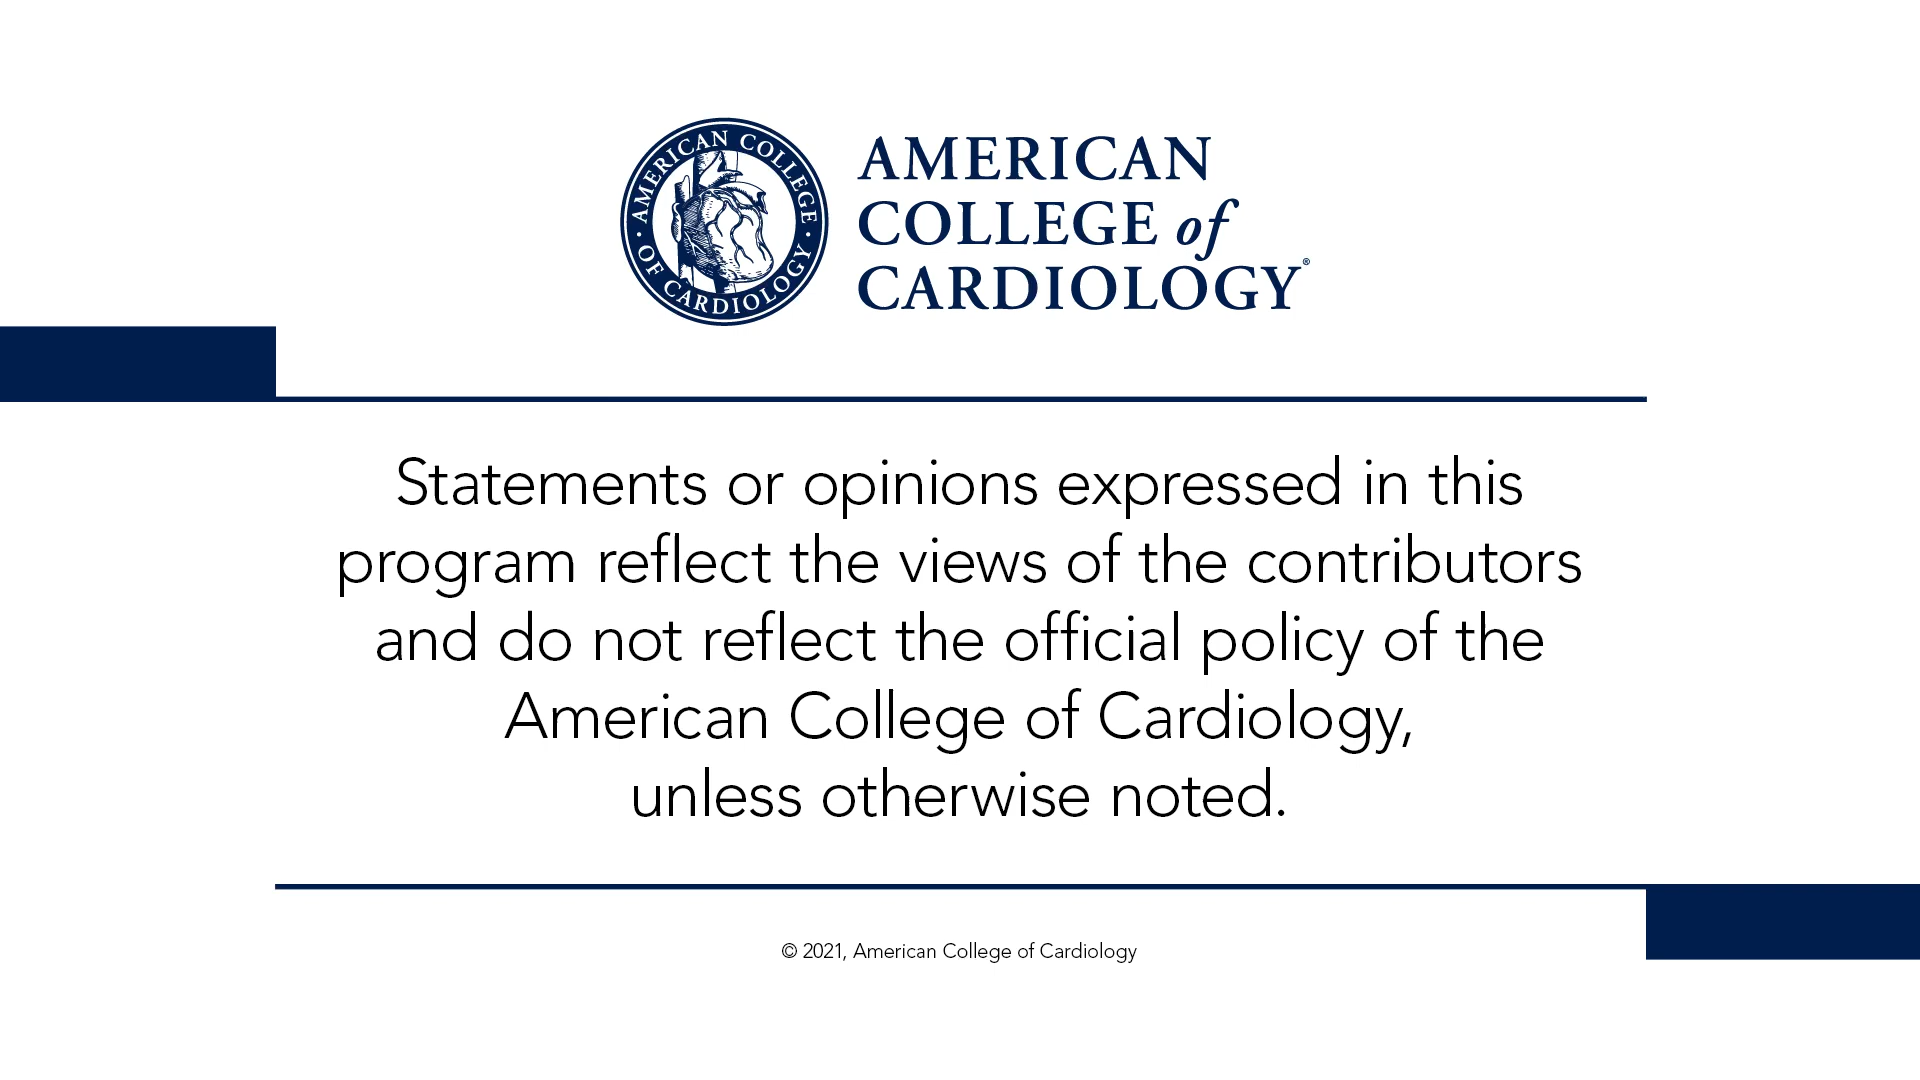 AMERICAN COLLEGE
· OF CARDIOLOGY ·
AMERICAN
COLLEGE of
CARDIOLOGY®
Statements or opinions expressed in this
program reflect the views of the contributors
and do not reflect the official policy of the
American College of Cardiology,
unless otherwise noted.
© 2021, American College of Cardiology